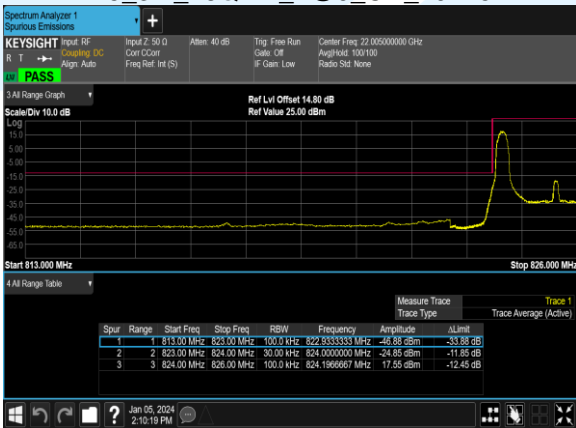 Spectrum Analyzer 1
Spurious Emissions
KEYSIGHT Input: RF Input Z: 50 Ω Atten: 40 dB Trig: Free Run Center Freq: 22.005000000 GHz
R T Coupling: DC Corr CCorr Gate: Off Avg|Hold: 100/100
Align: Auto Freq Ref: Int (S) IF Gain: Low Radio Std: None
PASS
3 All Range Graph
Ref Lvl Offset 14.80 dB
Scale/Div 10.0 dB Ref Value 25.00 dBm
Log
15.0
5.00
-5.00
-15.0
-25.0
-35.0
-45.0
-55.0
-65.0
Start 813.000 MHz Stop 826.000 MHz
4 All Range Table
Measure Trace Trace 1
Trace Type Trace Average (Active)
Spur Range Start Freq Stop Freq RBW Frequency Amplitude ΔLimit
1 1 813.00 MHz 823.00 MHz 100.0 kHz 822.9333333 MHz -46.88 dBm -33.88 dB
2 2 823.00 MHz 824.00 MHz 30.00 kHz 824.0000000 MHz -24.85 dBm -11.85 dB
3 3 824.00 MHz 826.00 MHz 100.0 kHz 824.1966667 MHz 17.55 dBm -12.45 dB
Jan 05, 2024
2:10:19 PM